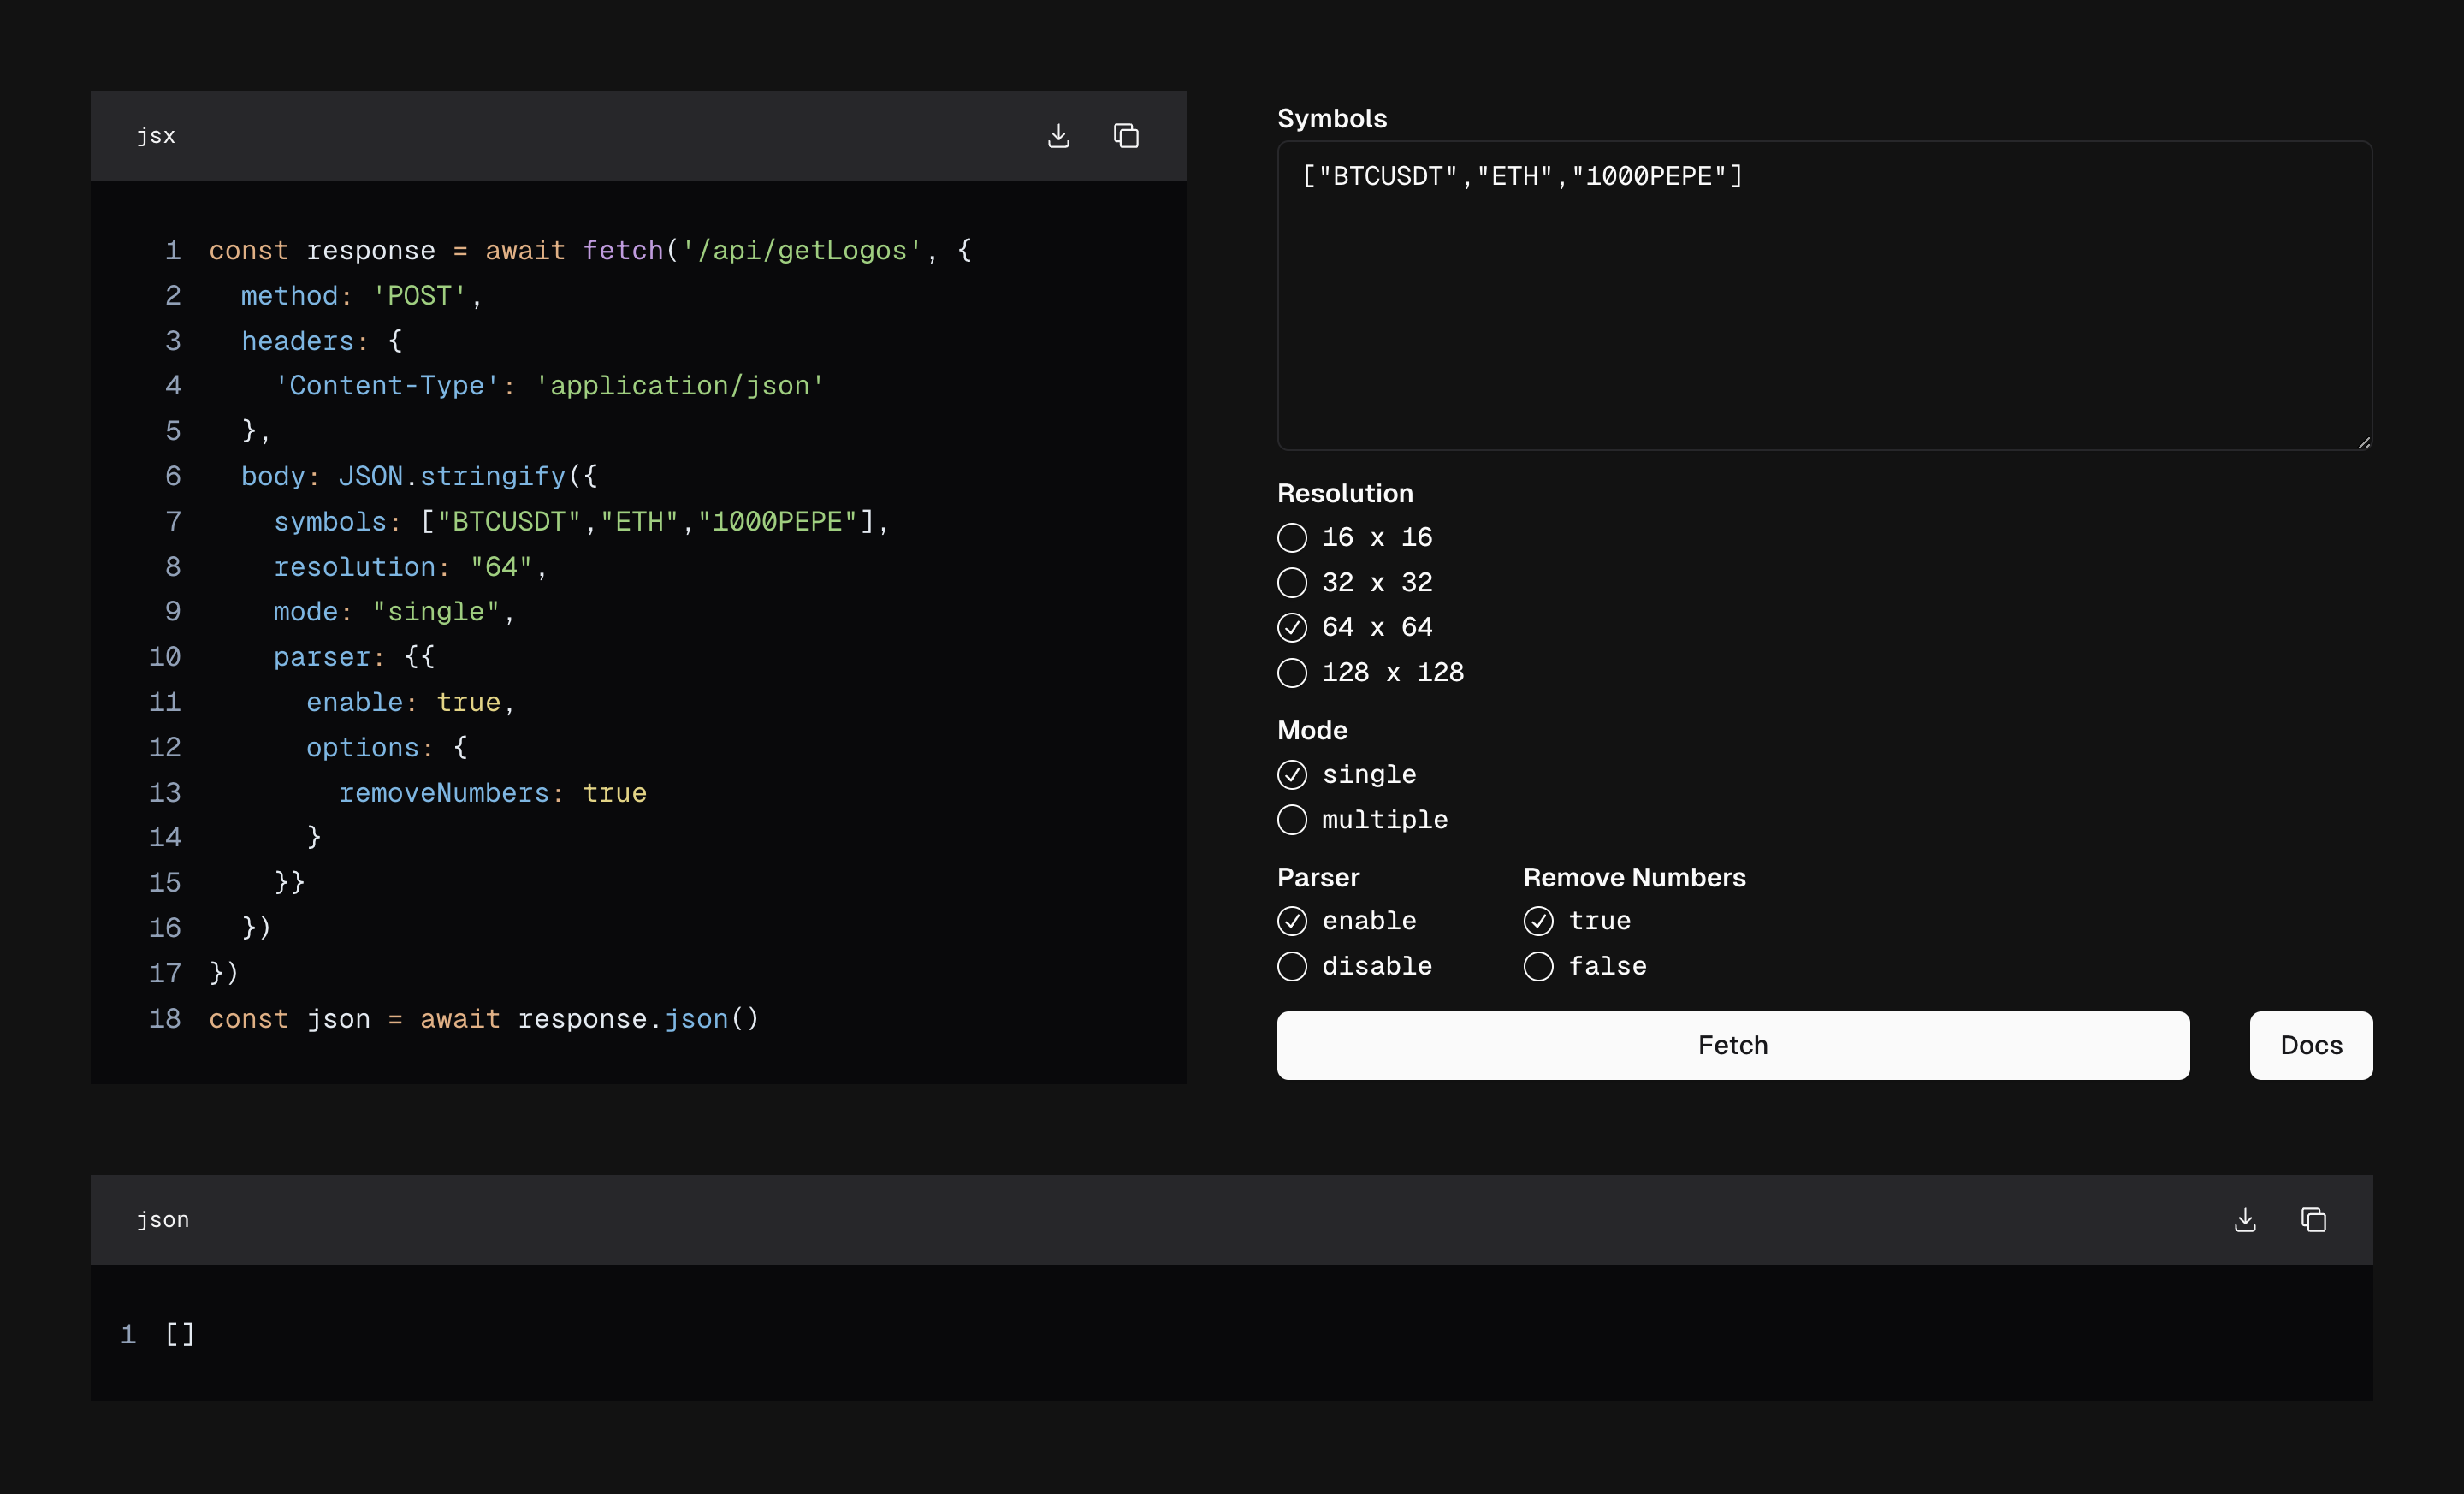 jsx
1 const response = await fetch('/api/getLogos', {
2   method: 'POST',
3   headers: {
4     'Content-Type': 'application/json'
5   },
6   body: JSON.stringify({
7     symbols: ["BTCUSDT","ETH","1000PEPE"],
8     resolution: "64",
9     mode: "single",
10     parser: {{
11       enable: true,
12       options: {
13         removeNumbers: true
14       }
15     }}
16   })
17 })
18 const json = await response.json()
Symbols
["BTCUSDT","ETH","1000PEPE"]
Resolution
16 x 16
32 x 32
64 x 64
128 x 128
Mode
single
multiple
Parser
enable
disable
Remove Numbers
true
false
Fetch
Docs
json
1 []